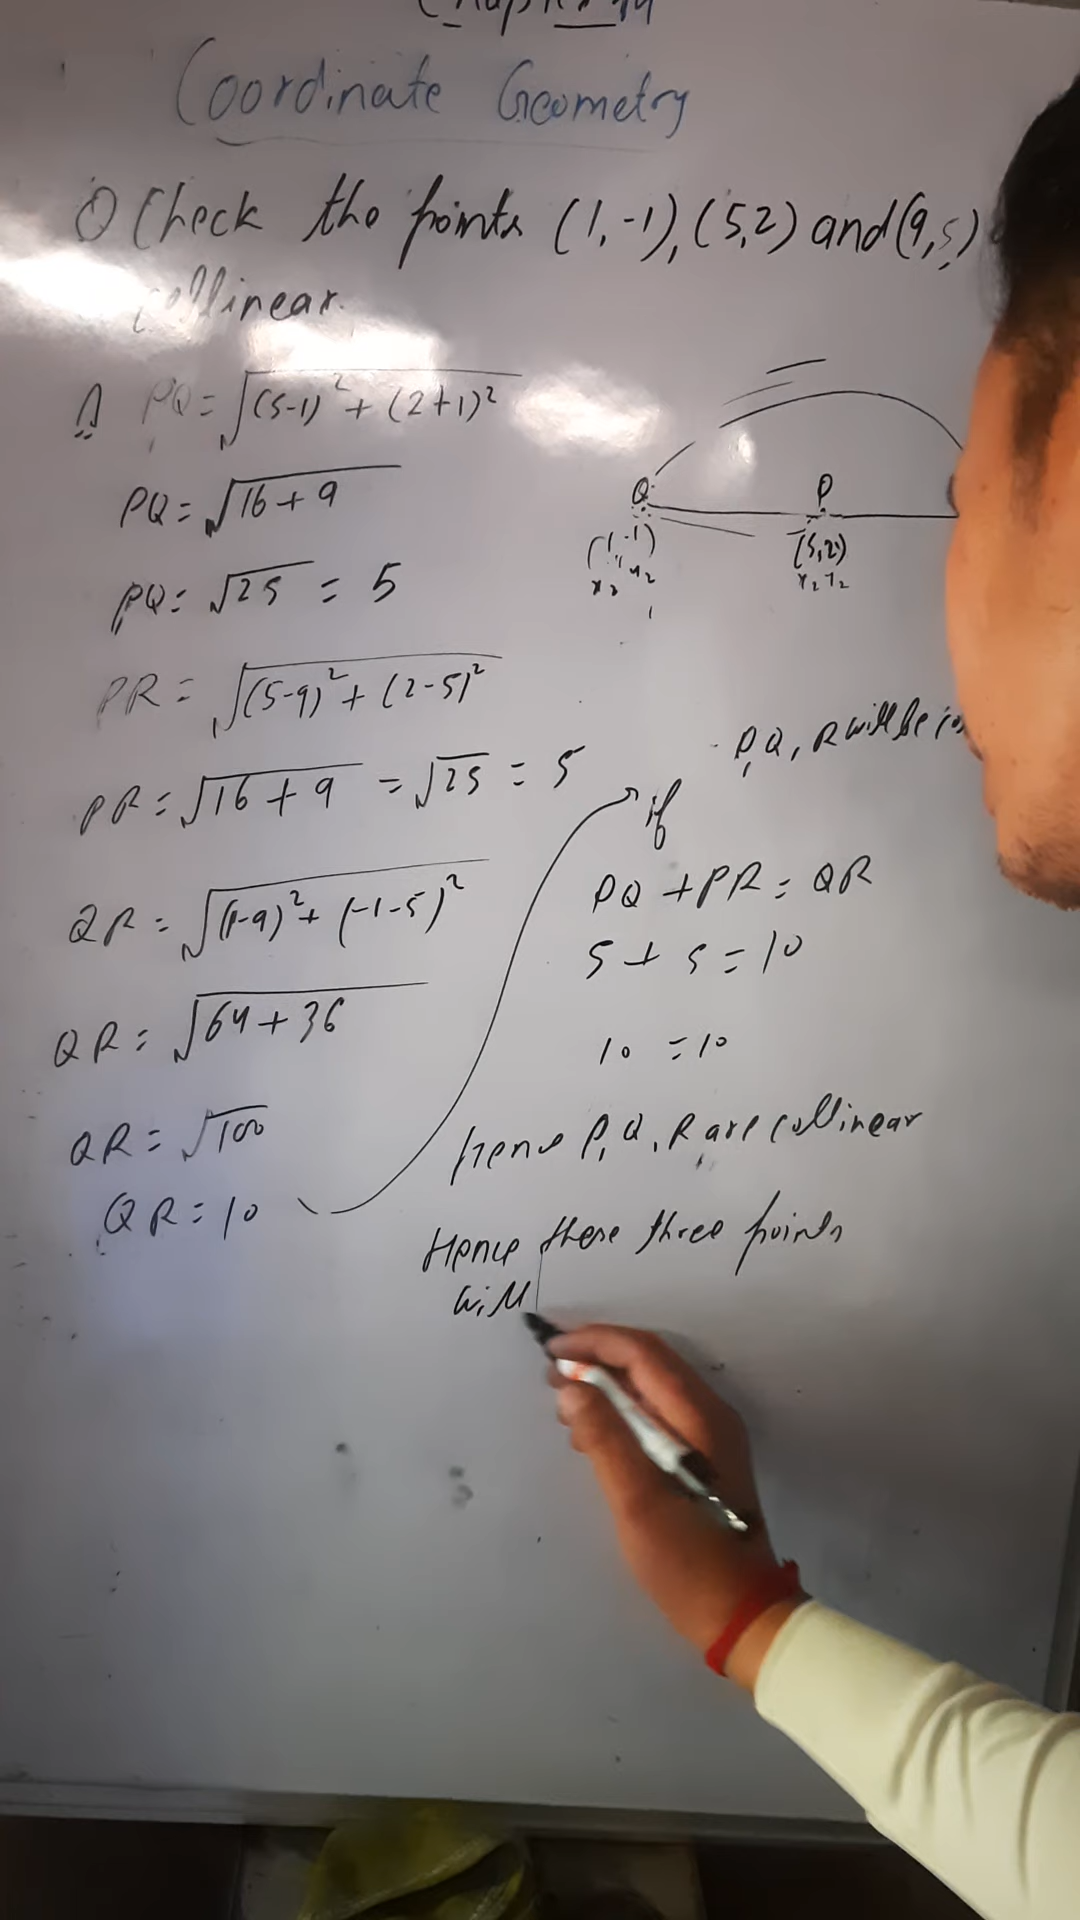 Coordinate Geometry
Q Check the points (1,-1), (5,2) and (9,5)
collinear.
A PQ = √(5-1)² + (2+1)²
PQ = √16 + 9
PQ = √25 = 5
PR = √(5-9)² + (2-5)²
PR = √16 + 9 = √25 = 5
QR = √(1-9)² + (-1-5)²
QR = √64 + 36
QR = √100
QR = 10
Q P
(1,-1) (5,2)
x₂ y₂
P, Q, R will be
if
PQ + PR = QR
5 + 5 = 10
10 = 10
Hence P, Q, R are collinear
Hence these three points
will